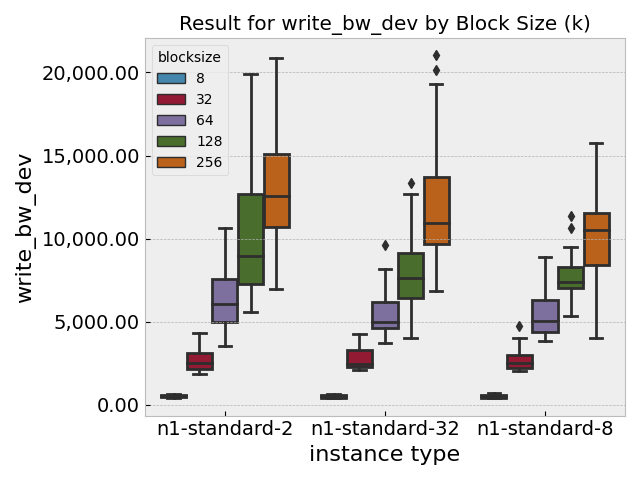 Result for write_bw_dev by Block Size (k)
write_bw_dev
20,000.00
15,000.00
10,000.00
5,000.00
0.00
blocksize
8
32
64
128
256
n1-standard-2 n1-standard-32 n1-standard-8
instance type